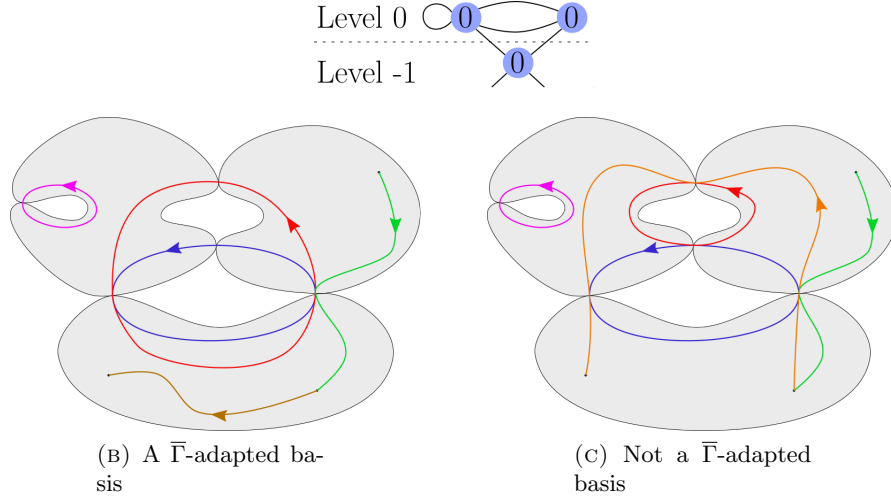 Level 0
0
0
Level -1
0
(B) A Γ̅-adapted ba-
sis
(C) Not a Γ̅-adapted
basis